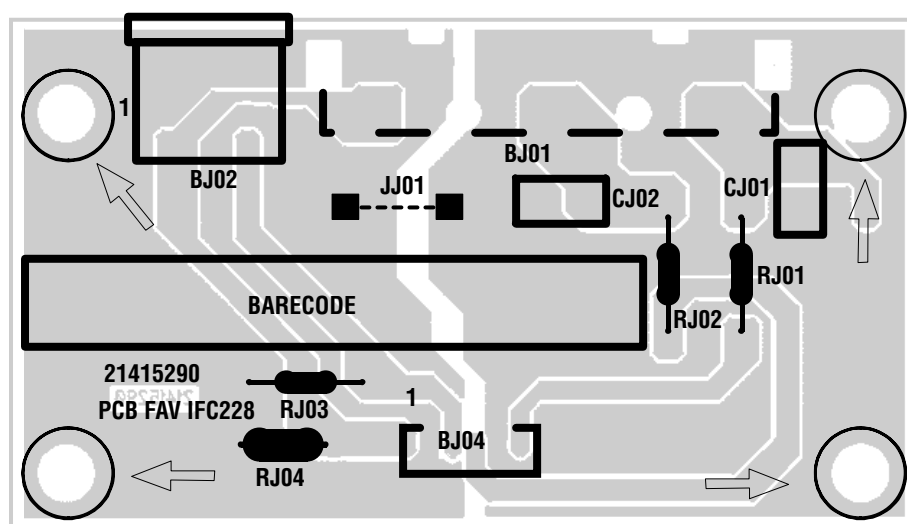 1
BJ02
BJ01
JJ01
CJ02
CJ01
BARECODE
RJ02
RJ01
21415290
PCB FAV IFC228
RJ03
1
RJ04
BJ04